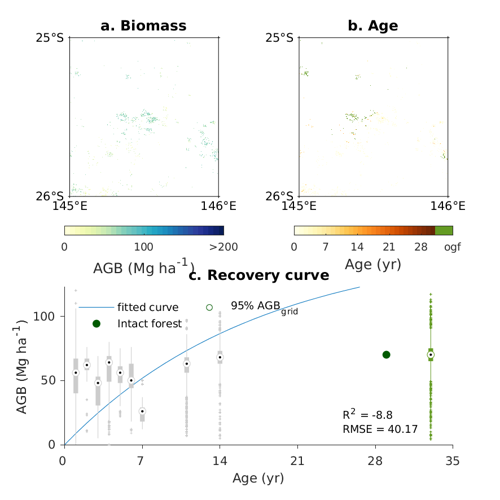 a. Biomass
b. Age
25°S
26°S
145°E
146°E
25°S
26°S
145°E
146°E
0 100 >200
AGB (Mg ha⁻¹)
0 7 14 21 28 ogf
Age (yr)
c. Recovery curve
fitted curve
95% AGB_grid
Intact forest
R² = -8.8
RMSE = 40.17
AGB (Mg ha⁻¹)
100
50
0
0 7 14 21 28 35
Age (yr)